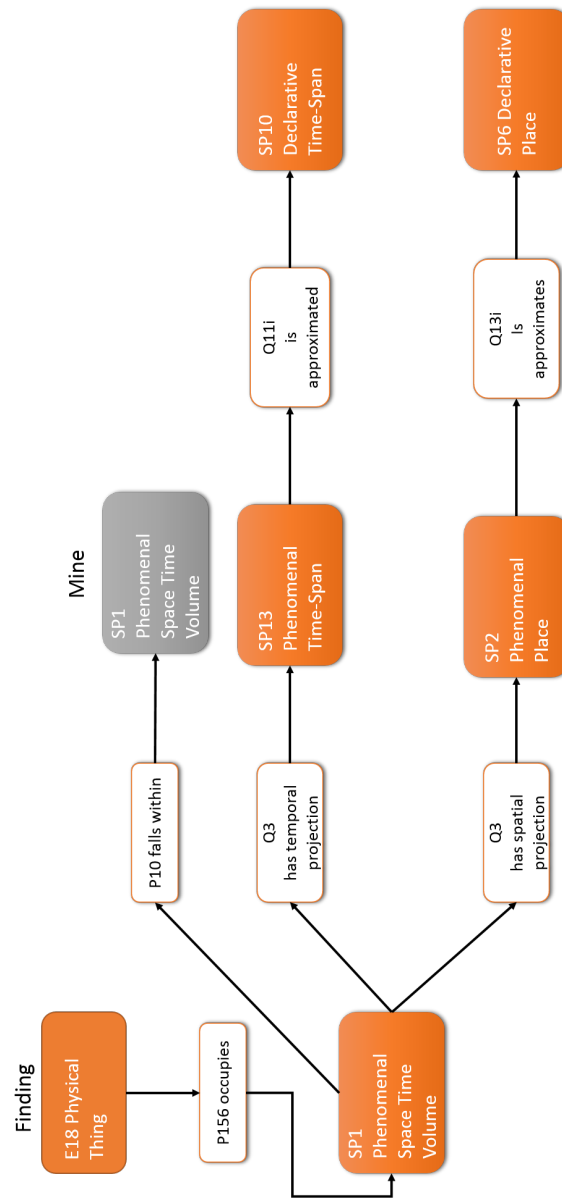 Finding
E18 Physical
Thing
P156 occupies
SP1
Phenomenal
Space Time
Volume
P10 falls within
Mine
SP1
Phenomenal
Space Time
Volume
Q3
has temporal
projection
SP13
Phenomenal
Time-Span
Q11i
is
approximated
SP10
Declarative
Time-Span
Q3
has spatial
projection
SP2
Phenomenal
Place
Q13i
Is
approximates
SP6 Declarative
Place